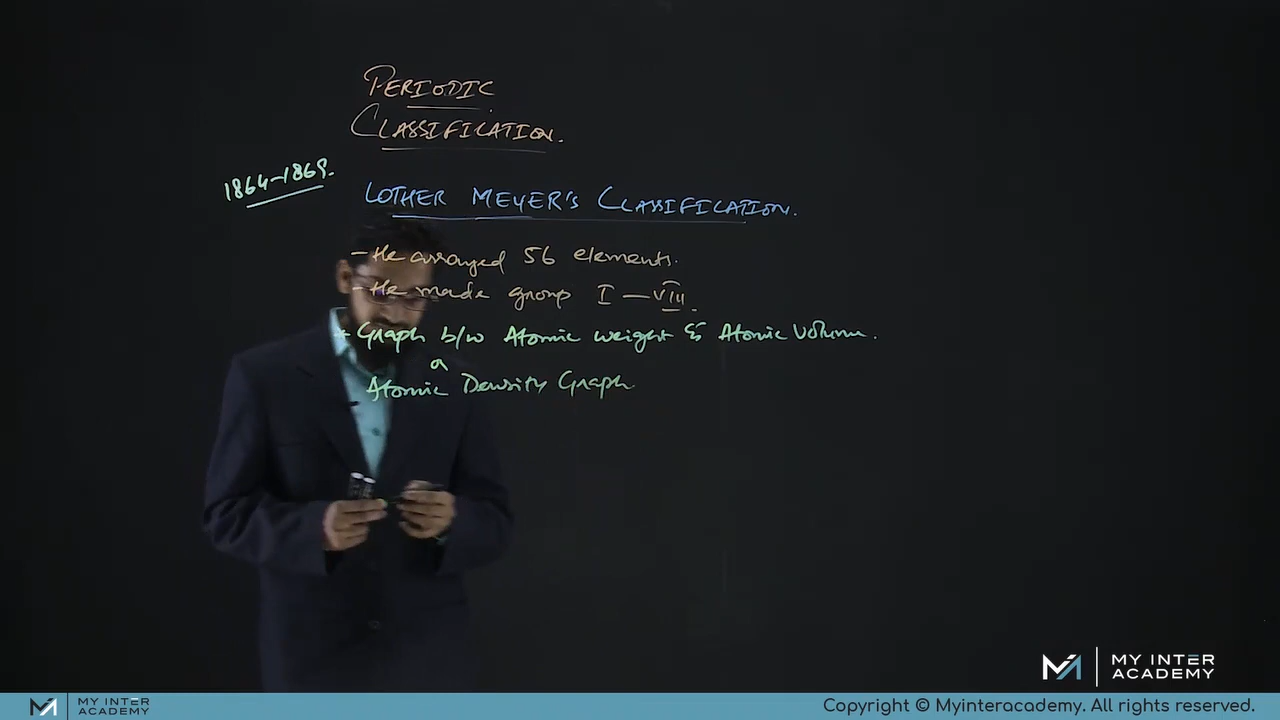 PERIODIC
CLASSIFICATION.
1864-1869.
LOTHER MEYER'S CLASSIFICATION.
- He arranged 56 elements.
- He made group I — VIII.
- Graph b/w Atomic weight & Atomic Volume.
or
Atomic Density Graph
MY INTER
ACADEMY
MY INTER
ACADEMY
Copyright © Myinteracademy. All rights reserved.